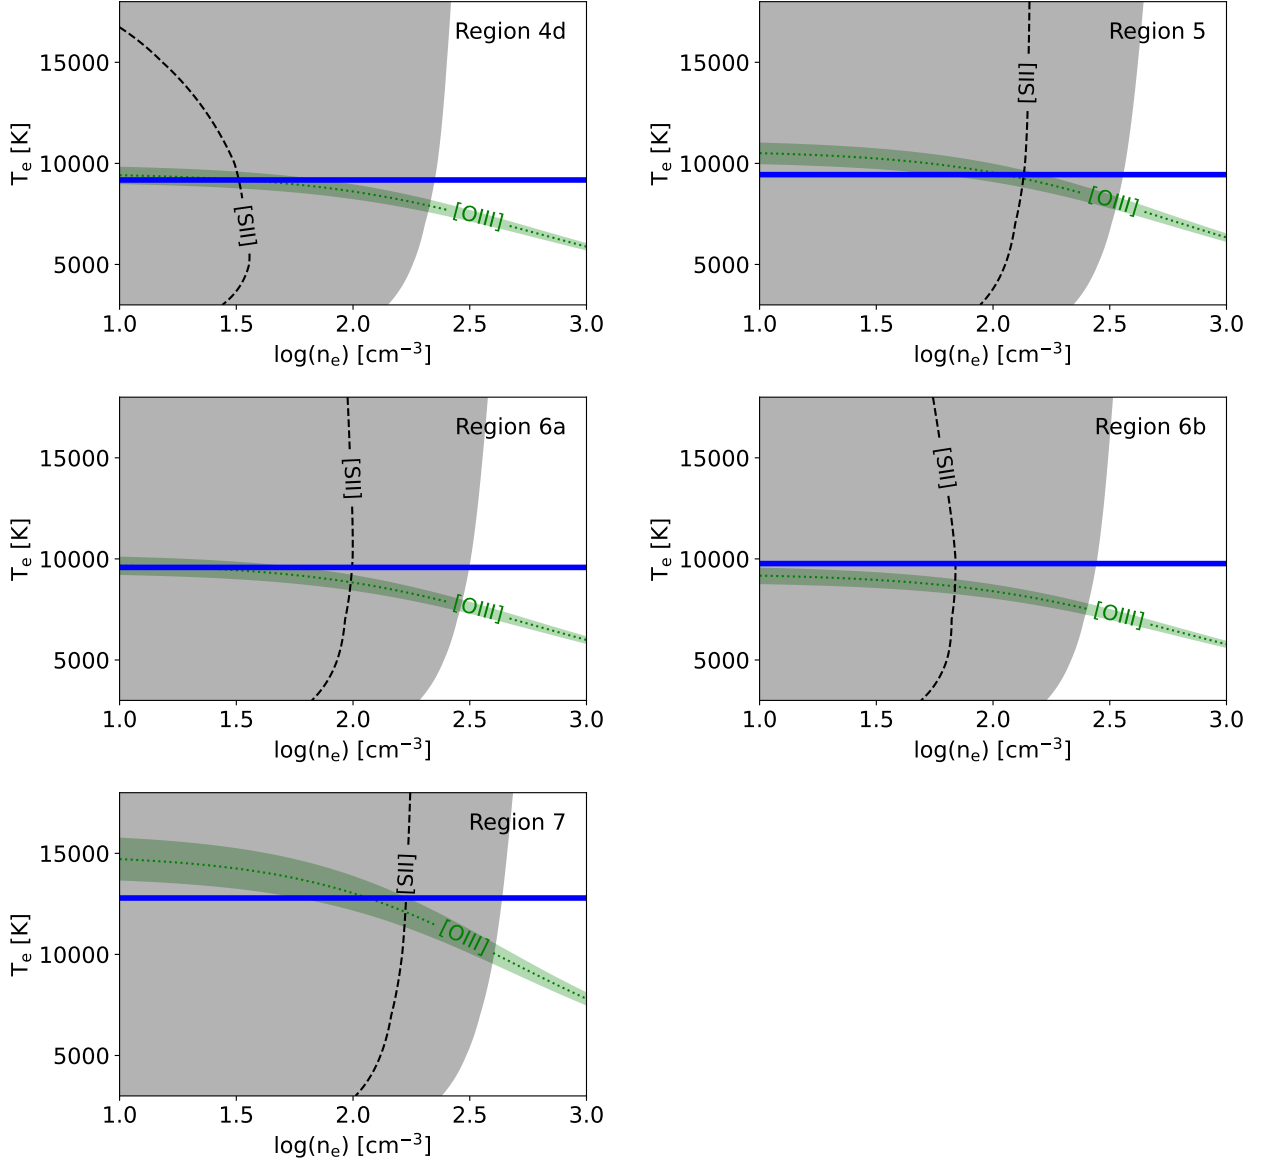 Region 4d
[SII]
[OIII]
15000
10000
5000
Tₑ [K]
1.0 1.5 2.0 2.5 3.0
log(nₑ) [cm⁻³]
Region 5
[SII]
[OIII]
15000
10000
5000
Tₑ [K]
1.0 1.5 2.0 2.5 3.0
log(nₑ) [cm⁻³]
Region 6a
[SII]
[OIII]
15000
10000
5000
Tₑ [K]
1.0 1.5 2.0 2.5 3.0
log(nₑ) [cm⁻³]
Region 6b
[SII]
[OIII]
15000
10000
5000
Tₑ [K]
1.0 1.5 2.0 2.5 3.0
log(nₑ) [cm⁻³]
Region 7
[SII]
[OIII]
15000
10000
5000
Tₑ [K]
1.0 1.5 2.0 2.5 3.0
log(nₑ) [cm⁻³]